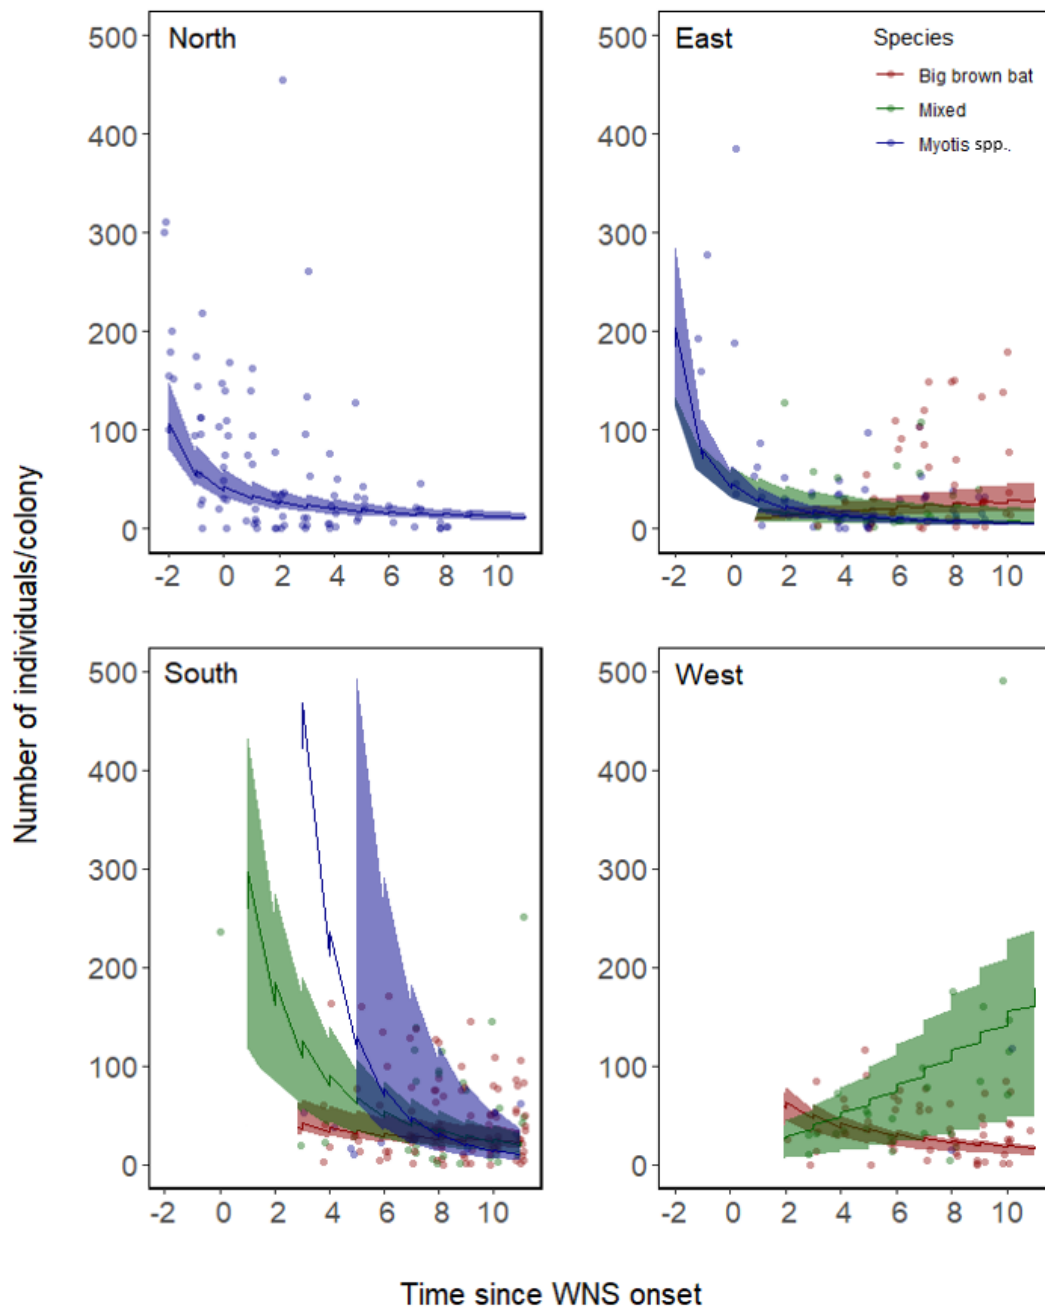 North
500
400
300
200
100
0
-2 0 2 4 6 8 10
East
Species
Big brown bat
Mixed
Myotis spp..
500
400
300
200
100
0
-2 0 2 4 6 8 10
South
500
400
300
200
100
0
-2 0 2 4 6 8 10
West
500
400
300
200
100
0
-2 0 2 4 6 8 10
Number of individuals/colony
Time since WNS onset